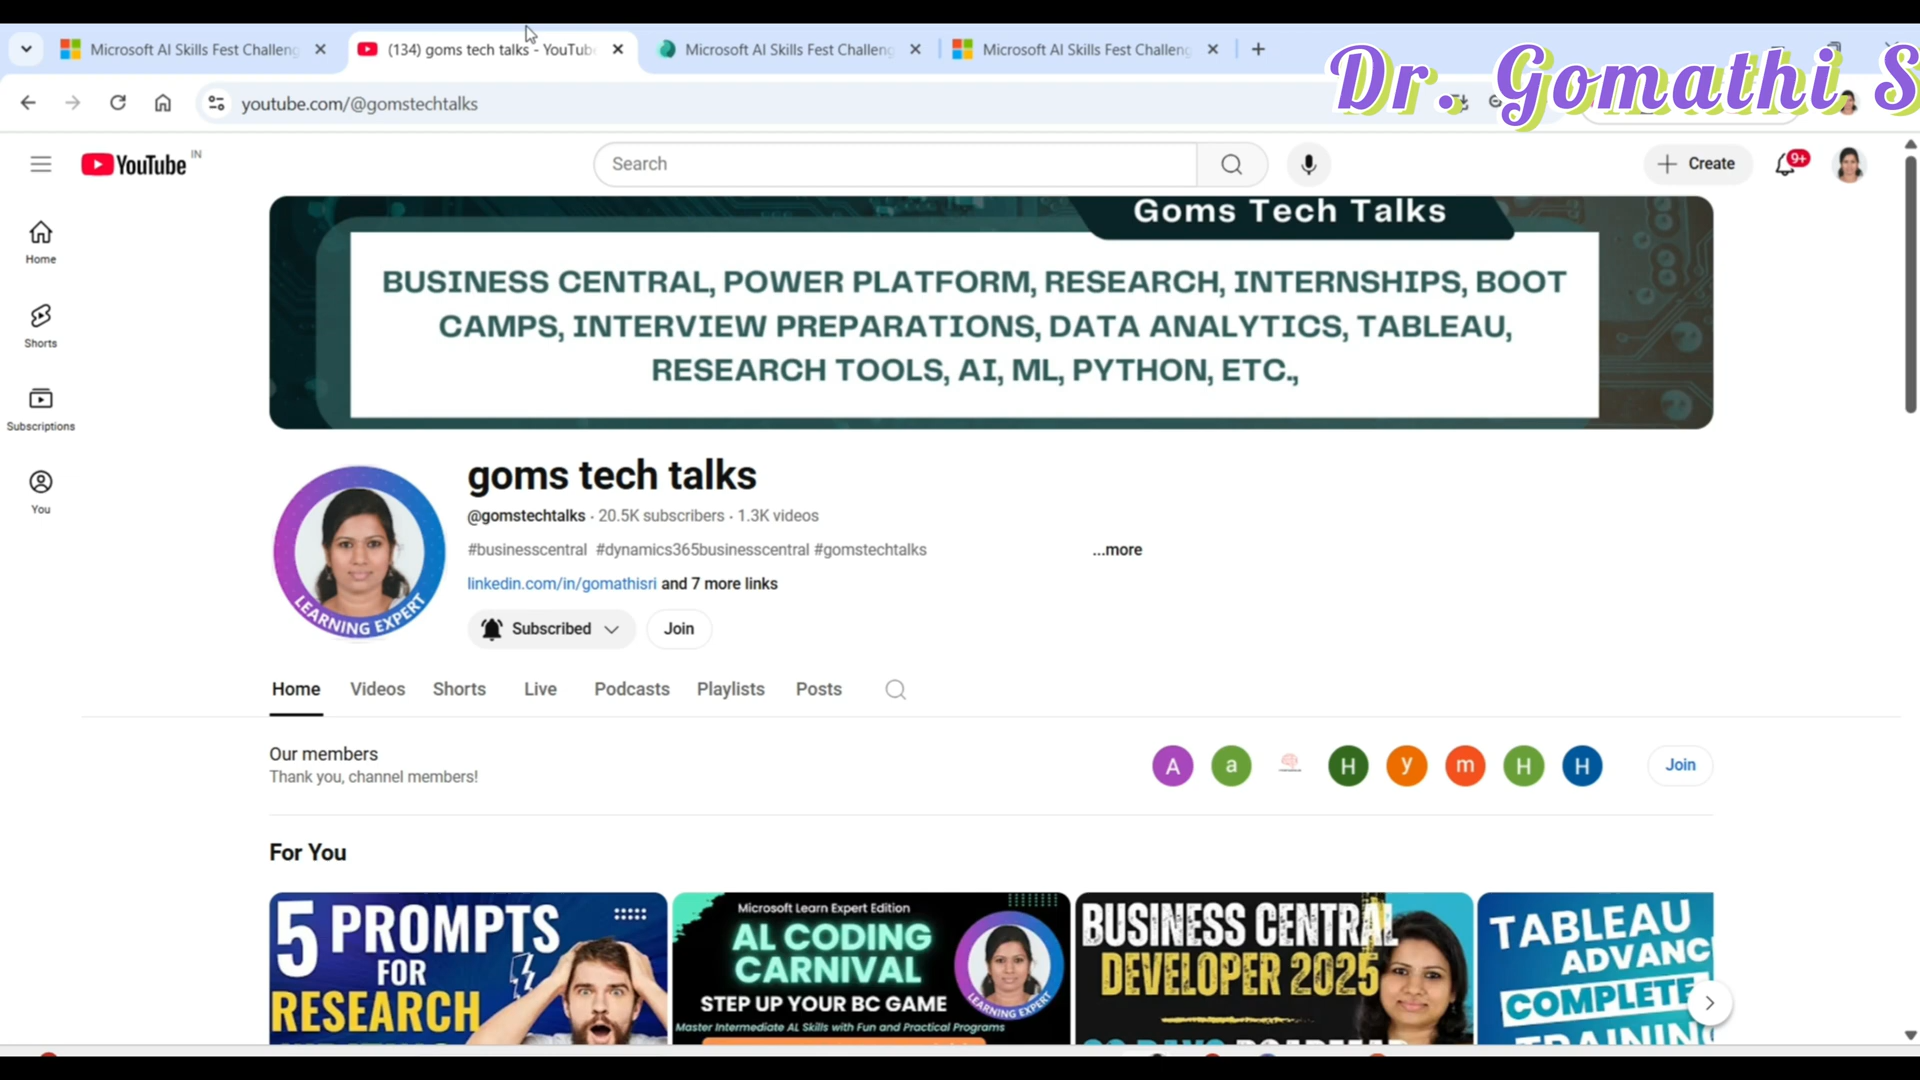 Microsoft AI Skills Fest Challeng
(134) goms tech talks - YouTub
Microsoft AI Skills Fest Challeng
Microsoft AI Skills Fest Challeng
Dr. Gomathi S
youtube.com/@gomstechtalks
YouTube IN
Search
Create
9+
Home
Shorts
Subscriptions
You
Goms Tech Talks
BUSINESS CENTRAL, POWER PLATFORM, RESEARCH, INTERNSHIPS, BOOT
CAMPS, INTERVIEW PREPARATIONS, DATA ANALYTICS, TABLEAU,
RESEARCH TOOLS, AI, ML, PYTHON, ETC.,
LEARNING EXPERT
goms tech talks
@gomstechtalks · 20.5K subscribers · 1.3K videos
#businesscentral #dynamics365businesscentral #gomstechtalks ...more
linkedin.com/in/gomathisri and 7 more links
Subscribed
Join
Home Videos Shorts Live Podcasts Playlists Posts
Our members
Thank you, channel members!
A a H y m H H
Join
For You
5 PROMPTS
FOR
RESEARCH
Microsoft Learn Expert Edition
AL CODING
CARNIVAL
STEP UP YOUR BC GAME
Master Intermediate AL Skills with Fun and Practical Programs
LEARNING EXPERT
BUSINESS CENTRAL
DEVELOPER 2025
TABLEAU
ADVANC
COMPLETE
TRAINING